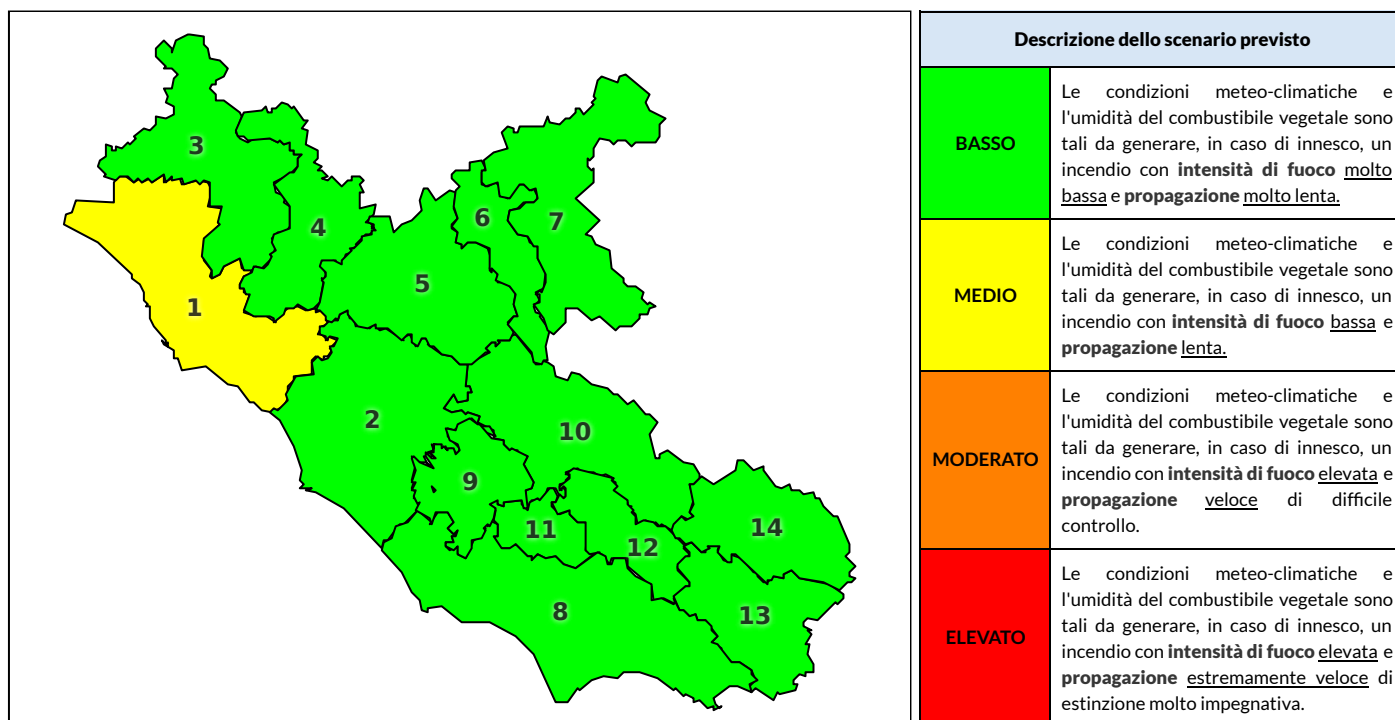 3
4
6
7
5
1
2
10
9
11
12
14
8
13
Descrizione dello scenario previsto
BASSO
Le condizioni meteo-climatiche e
l'umidità del combustibile vegetale sono
tali da generare, in caso di innesco, un
incendio con intensità di fuoco molto
bassa e propagazione molto lenta.
MEDIO
Le condizioni meteo-climatiche e
l'umidità del combustibile vegetale sono
tali da generare, in caso di innesco, un
incendio con intensità di fuoco bassa e
propagazione lenta.
MODERATO
Le condizioni meteo-climatiche e
l'umidità del combustibile vegetale sono
tali da generare, in caso di innesco, un
incendio con intensità di fuoco elevata e
propagazione veloce di difficile
controllo.
ELEVATO
Le condizioni meteo-climatiche e
l'umidità del combustibile vegetale sono
tali da generare, in caso di innesco, un
incendio con intensità di fuoco elevata e
propagazione estremamente veloce di
estinzione molto impegnativa.